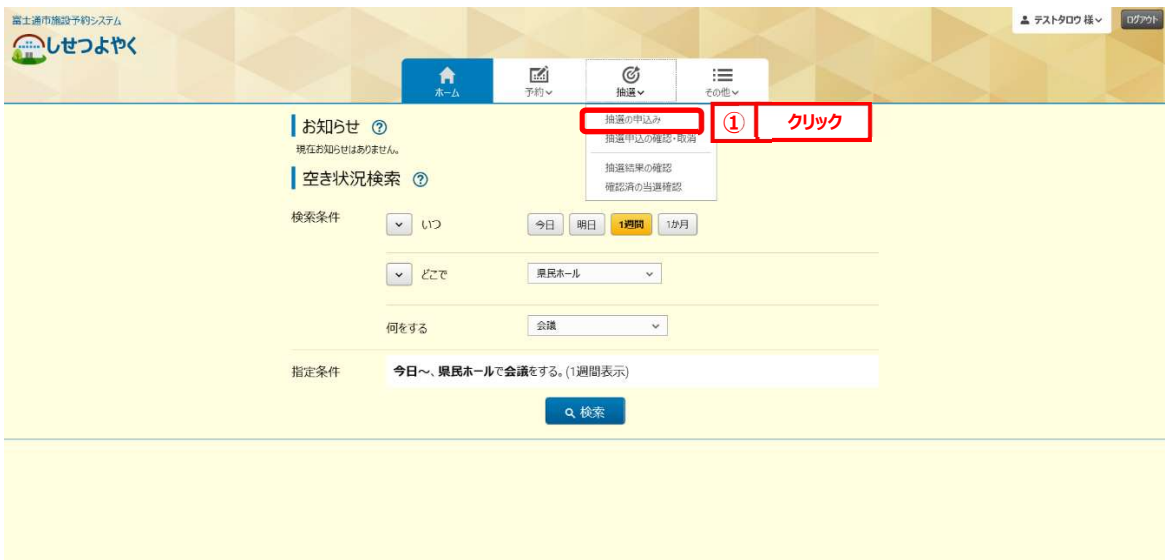 富士通市施設予約システム
しせつよやく
テストタロウ 様
ログアウト
ホーム
予約
抽選
その他
抽選の申込み
抽選申込の確認・取消
抽選結果の確認
確認済の当選確認
① クリック
お知らせ ?
現在お知らせはありません。
空き状況検索 ?
検索条件 いつ 今日 明日 1週間 1か月
どこで 県民ホール
何をする 会議
指定条件 今日～、県民ホールで会議をする。(1週間表示)
検索